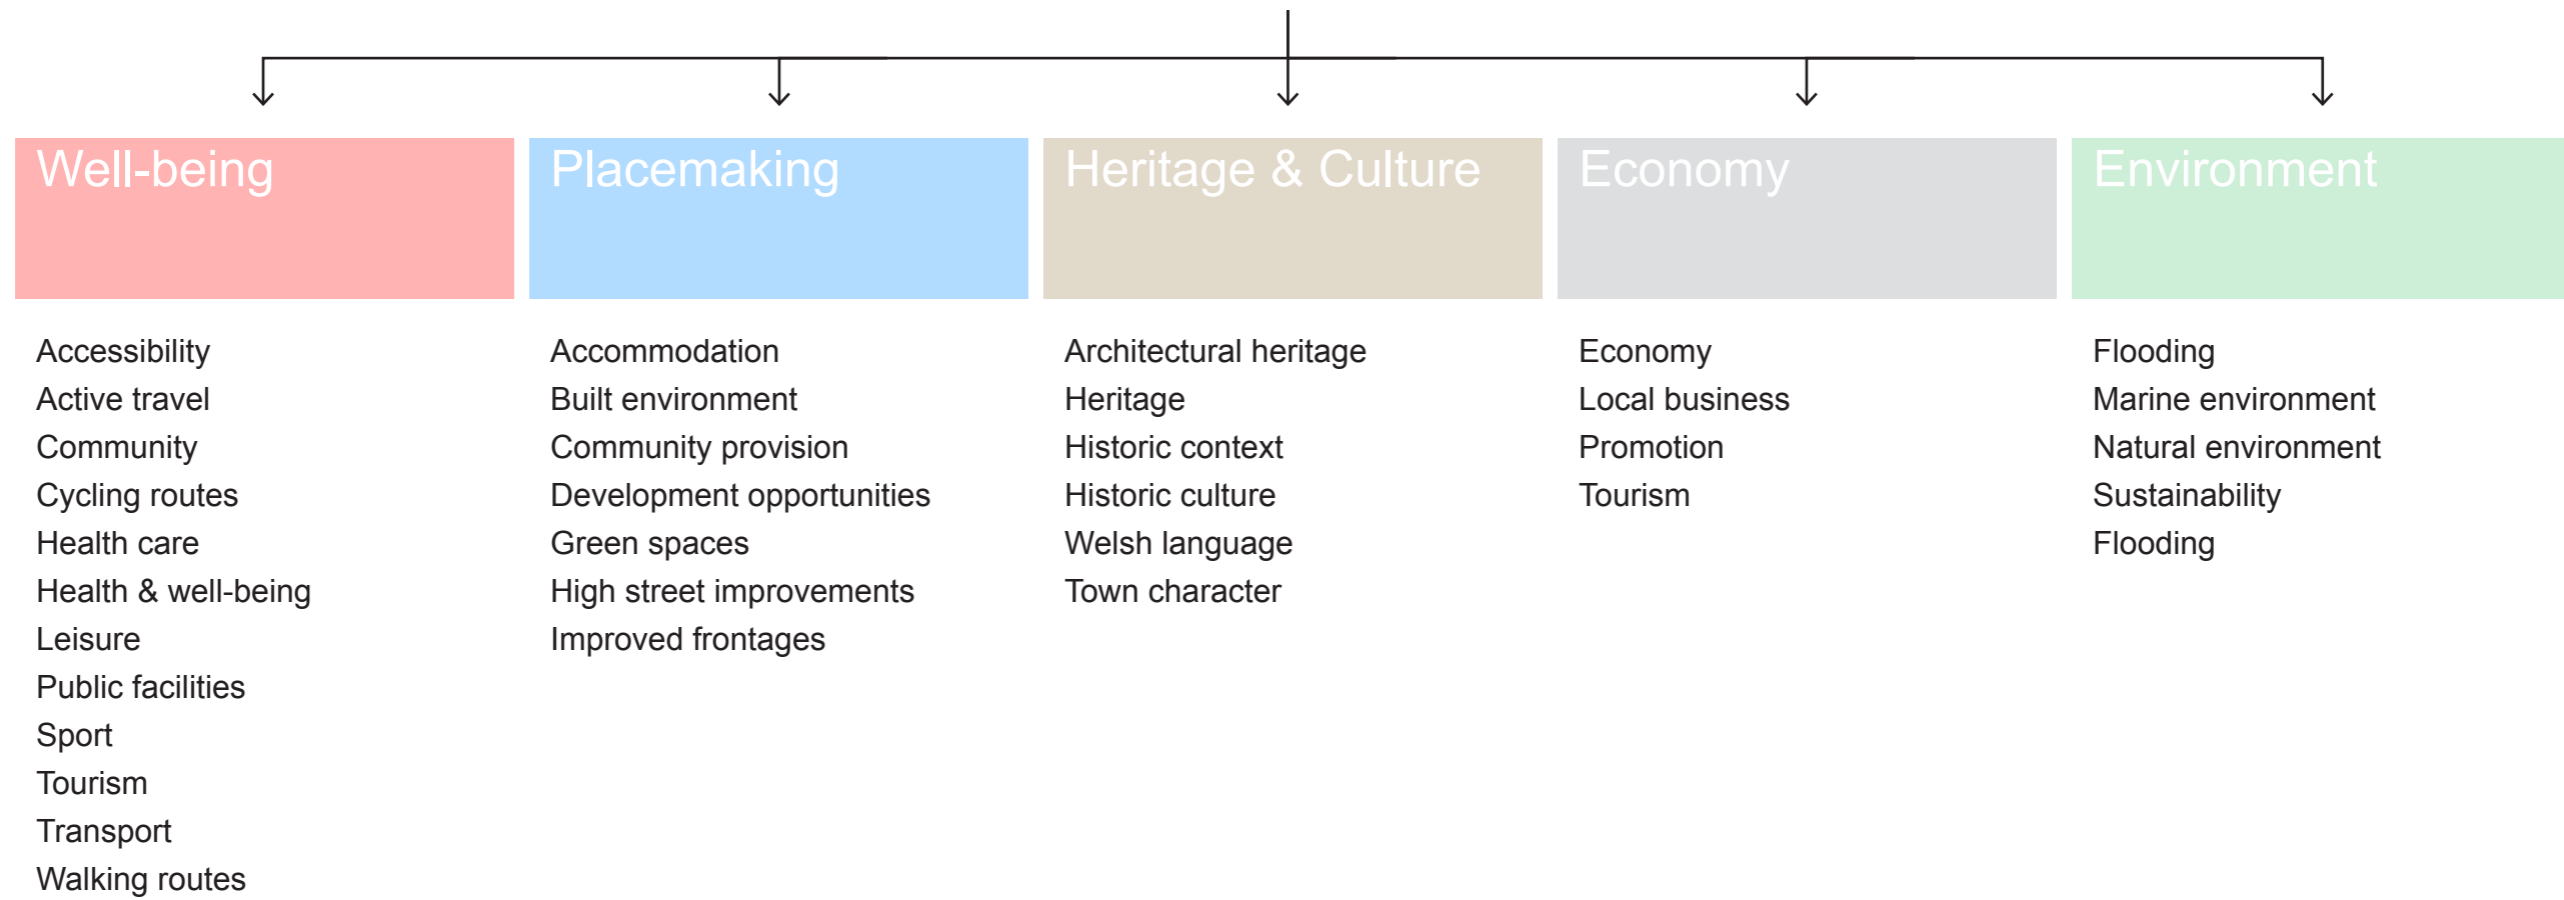 Well-being
Accessibility
Active travel
Community
Cycling routes
Health care
Health & well-being
Leisure
Public facilities
Sport
Tourism
Transport
Walking routes
Placemaking
Accommodation
Built environment
Community provision
Development opportunities
Green spaces
High street improvements
Improved frontages
Heritage & Culture
Architectural heritage
Heritage
Historic context
Historic culture
Welsh language
Town character
Economy
Economy
Local business
Promotion
Tourism
Environment
Flooding
Marine environment
Natural environment
Sustainability
Flooding